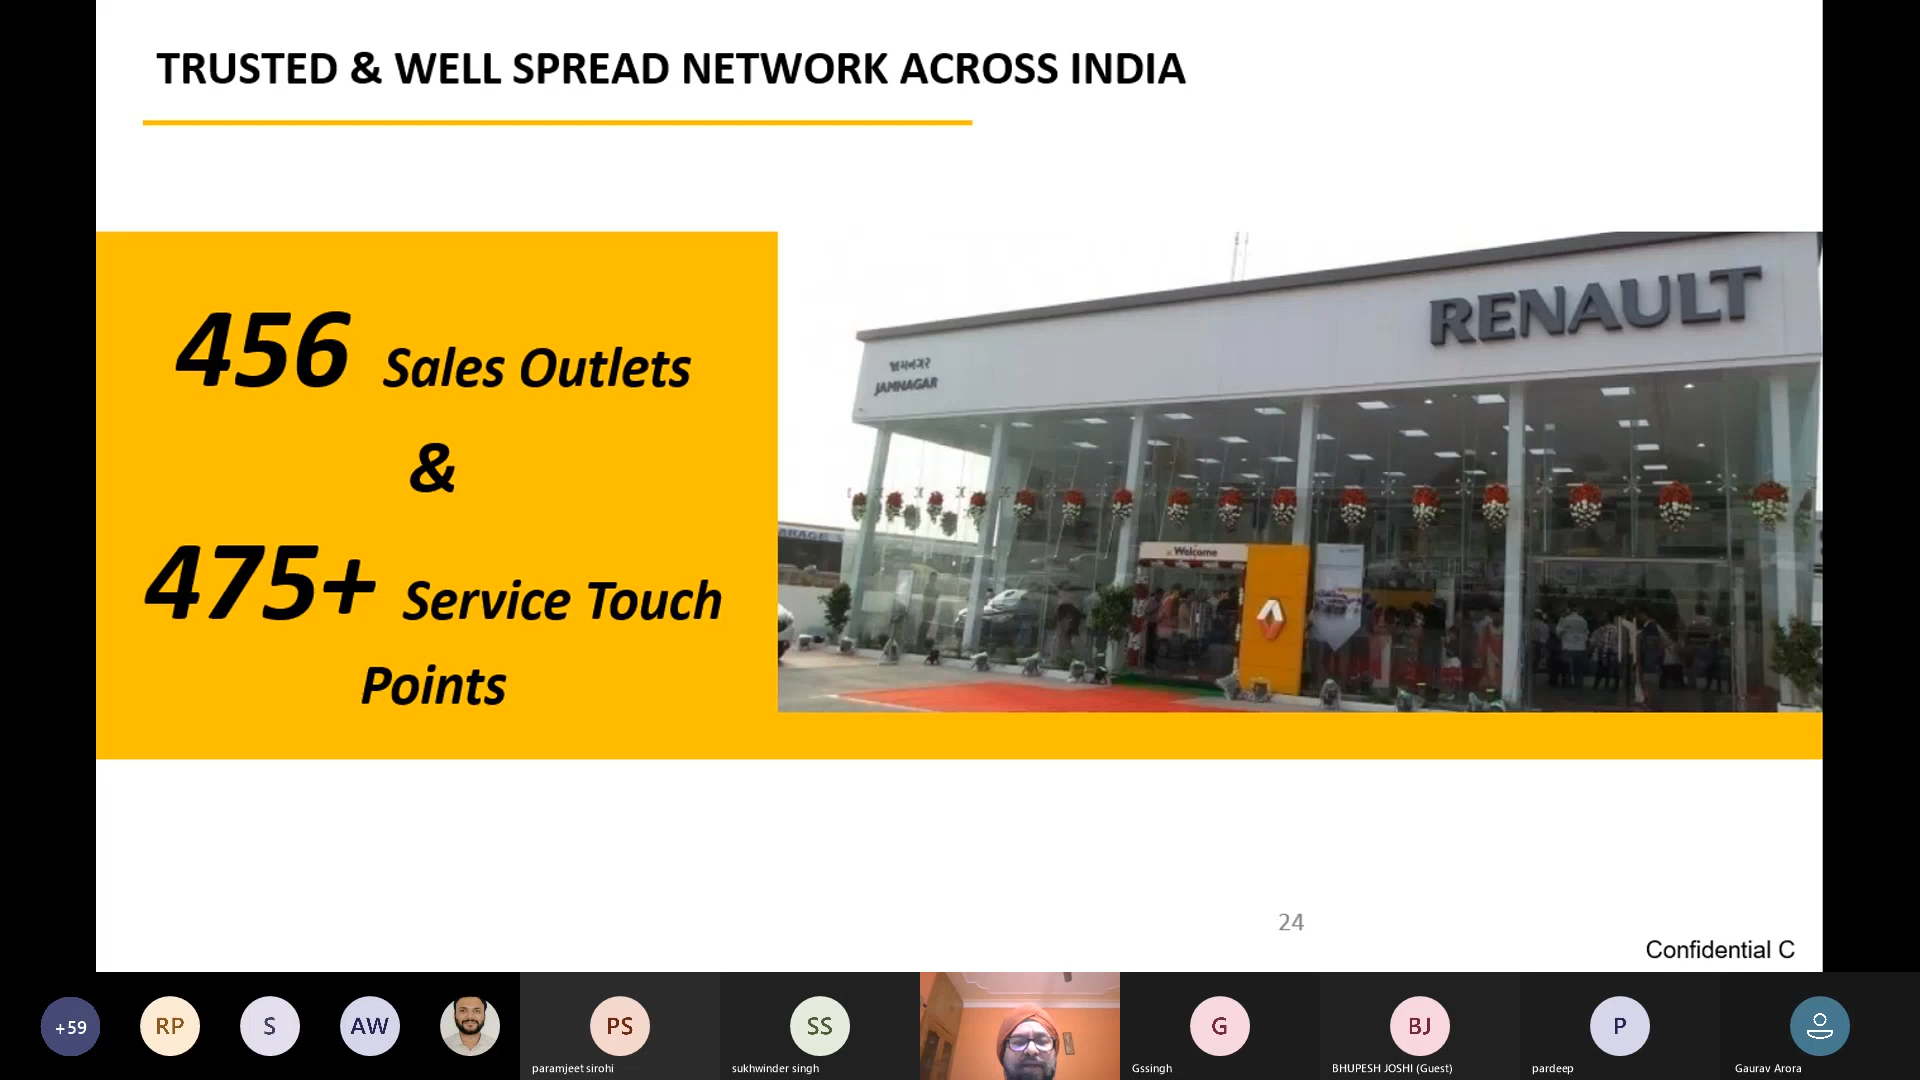 TRUSTED & WELL SPREAD NETWORK ACROSS INDIA
456 Sales Outlets
&
475+ Service Touch
Points
RENAULT
જામનગર
JAMNAGAR
Welcome
24
Confidential C
+59
RP
S
AW
PS
paramjeet sirohi
SS
sukhwinder singh
G
Gssingh
BJ
BHUPESH JOSHI (Guest)
P
pardeep
Gaurav Arora